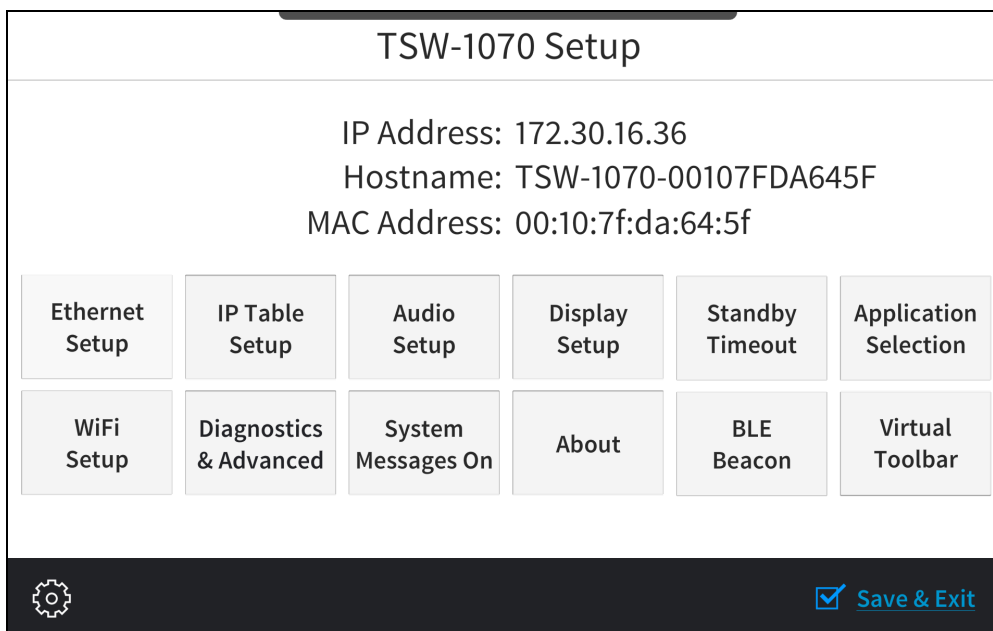 TSW-1070 Setup
IP Address: 172.30.16.36
Hostname: TSW-1070-00107FDA645F
MAC Address: 00:10:7f:da:64:5f
Ethernet
Setup
IP Table
Setup
Audio
Setup
Display
Setup
Standby
Timeout
Application
Selection
WiFi
Setup
Diagnostics
& Advanced
System
Messages On
About
BLE
Beacon
Virtual
Toolbar
Save & Exit